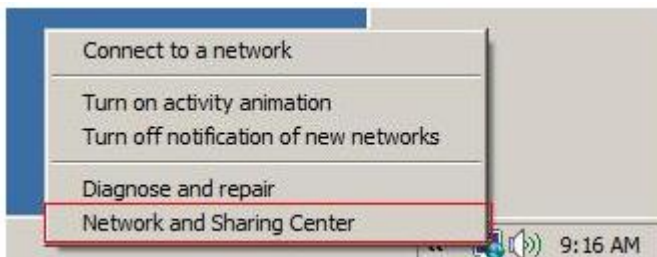 Connect to a network
Turn on activity animation
Turn off notification of new networks
Diagnose and repair
Network and Sharing Center
9:16 AM